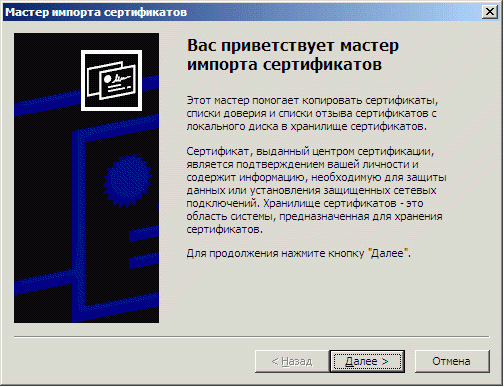 Мастер импорта сертификатов
Вас приветствует мастер
импорта сертификатов
Этот мастер помогает копировать сертификаты,
списки доверия и списки отзыва сертификатов с
локального диска в хранилище сертификатов.
Сертификат, выданный центром сертификации,
является подтверждением вашей личности и
содержит информацию, необходимую для защиты
данных или установления защищенных сетевых
подключений. Хранилище сертификатов - это
область системы, предназначенная для хранения
сертификатов.
Для продолжения нажмите кнопку "Далее".
< Назад Далее > Отмена